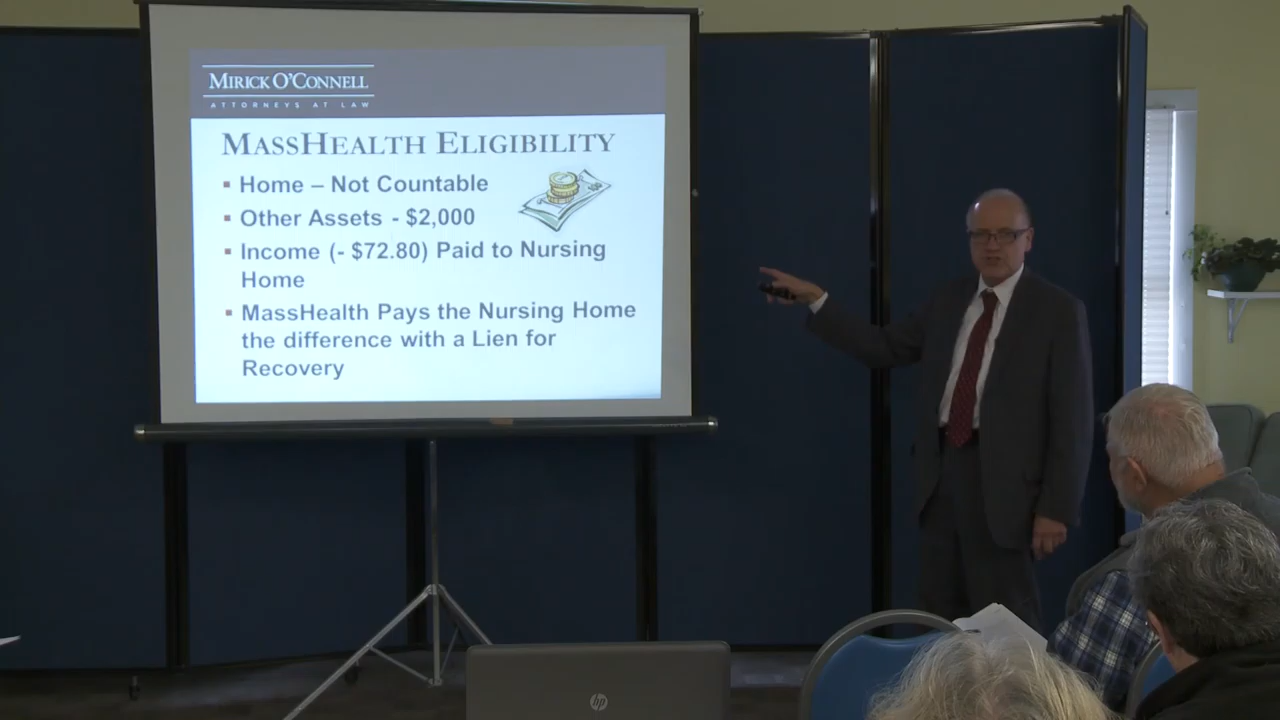 MIRICK O'CONNELL
ATTORNEYS AT LAW
MASSHEALTH ELIGIBILITY
▪ Home – Not Countable
▪ Other Assets - $2,000
▪ Income (- $72.80) Paid to Nursing
Home
▪ MassHealth Pays the Nursing Home
the difference with a Lien for
Recovery
hp